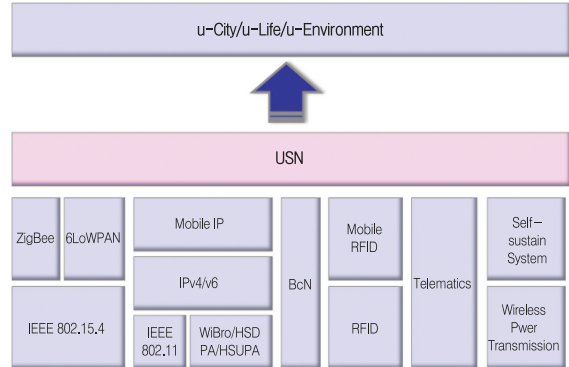 u-City/u-Life/u-Environment
USN
ZigBee
6LoWPAN
IEEE 802.15.4
Mobile IP
IPv4/v6
IEEE
802.11
WiBro/HSD
PA/HSUPA
BcN
Mobile
RFID
RFID
Telematics
Self-
sustain
System
Wireless
Pwer
Transmission